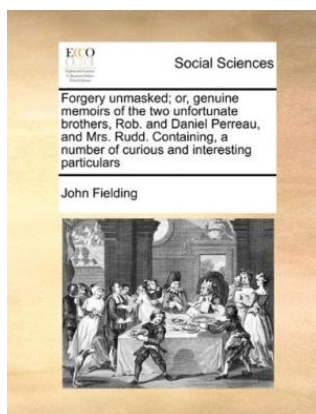 ECCO
Social Sciences
Forgery unmasked; or, genuine
memoirs of the two unfortunate
brothers, Rob. and Daniel Perreau,
and Mrs. Rudd. Containing, a
number of curious and interesting
particulars
John Fielding